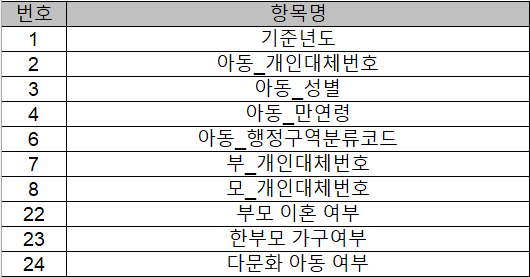 번호 항목명
1 기준년도
2 아동_개인대체번호
3 아동_성별
4 아동_만연령
6 아동_행정구역분류코드
7 부_개인대체번호
8 모_개인대체번호
22 부모 이혼 여부
23 한부모 가구여부
24 다문화 아동 여부